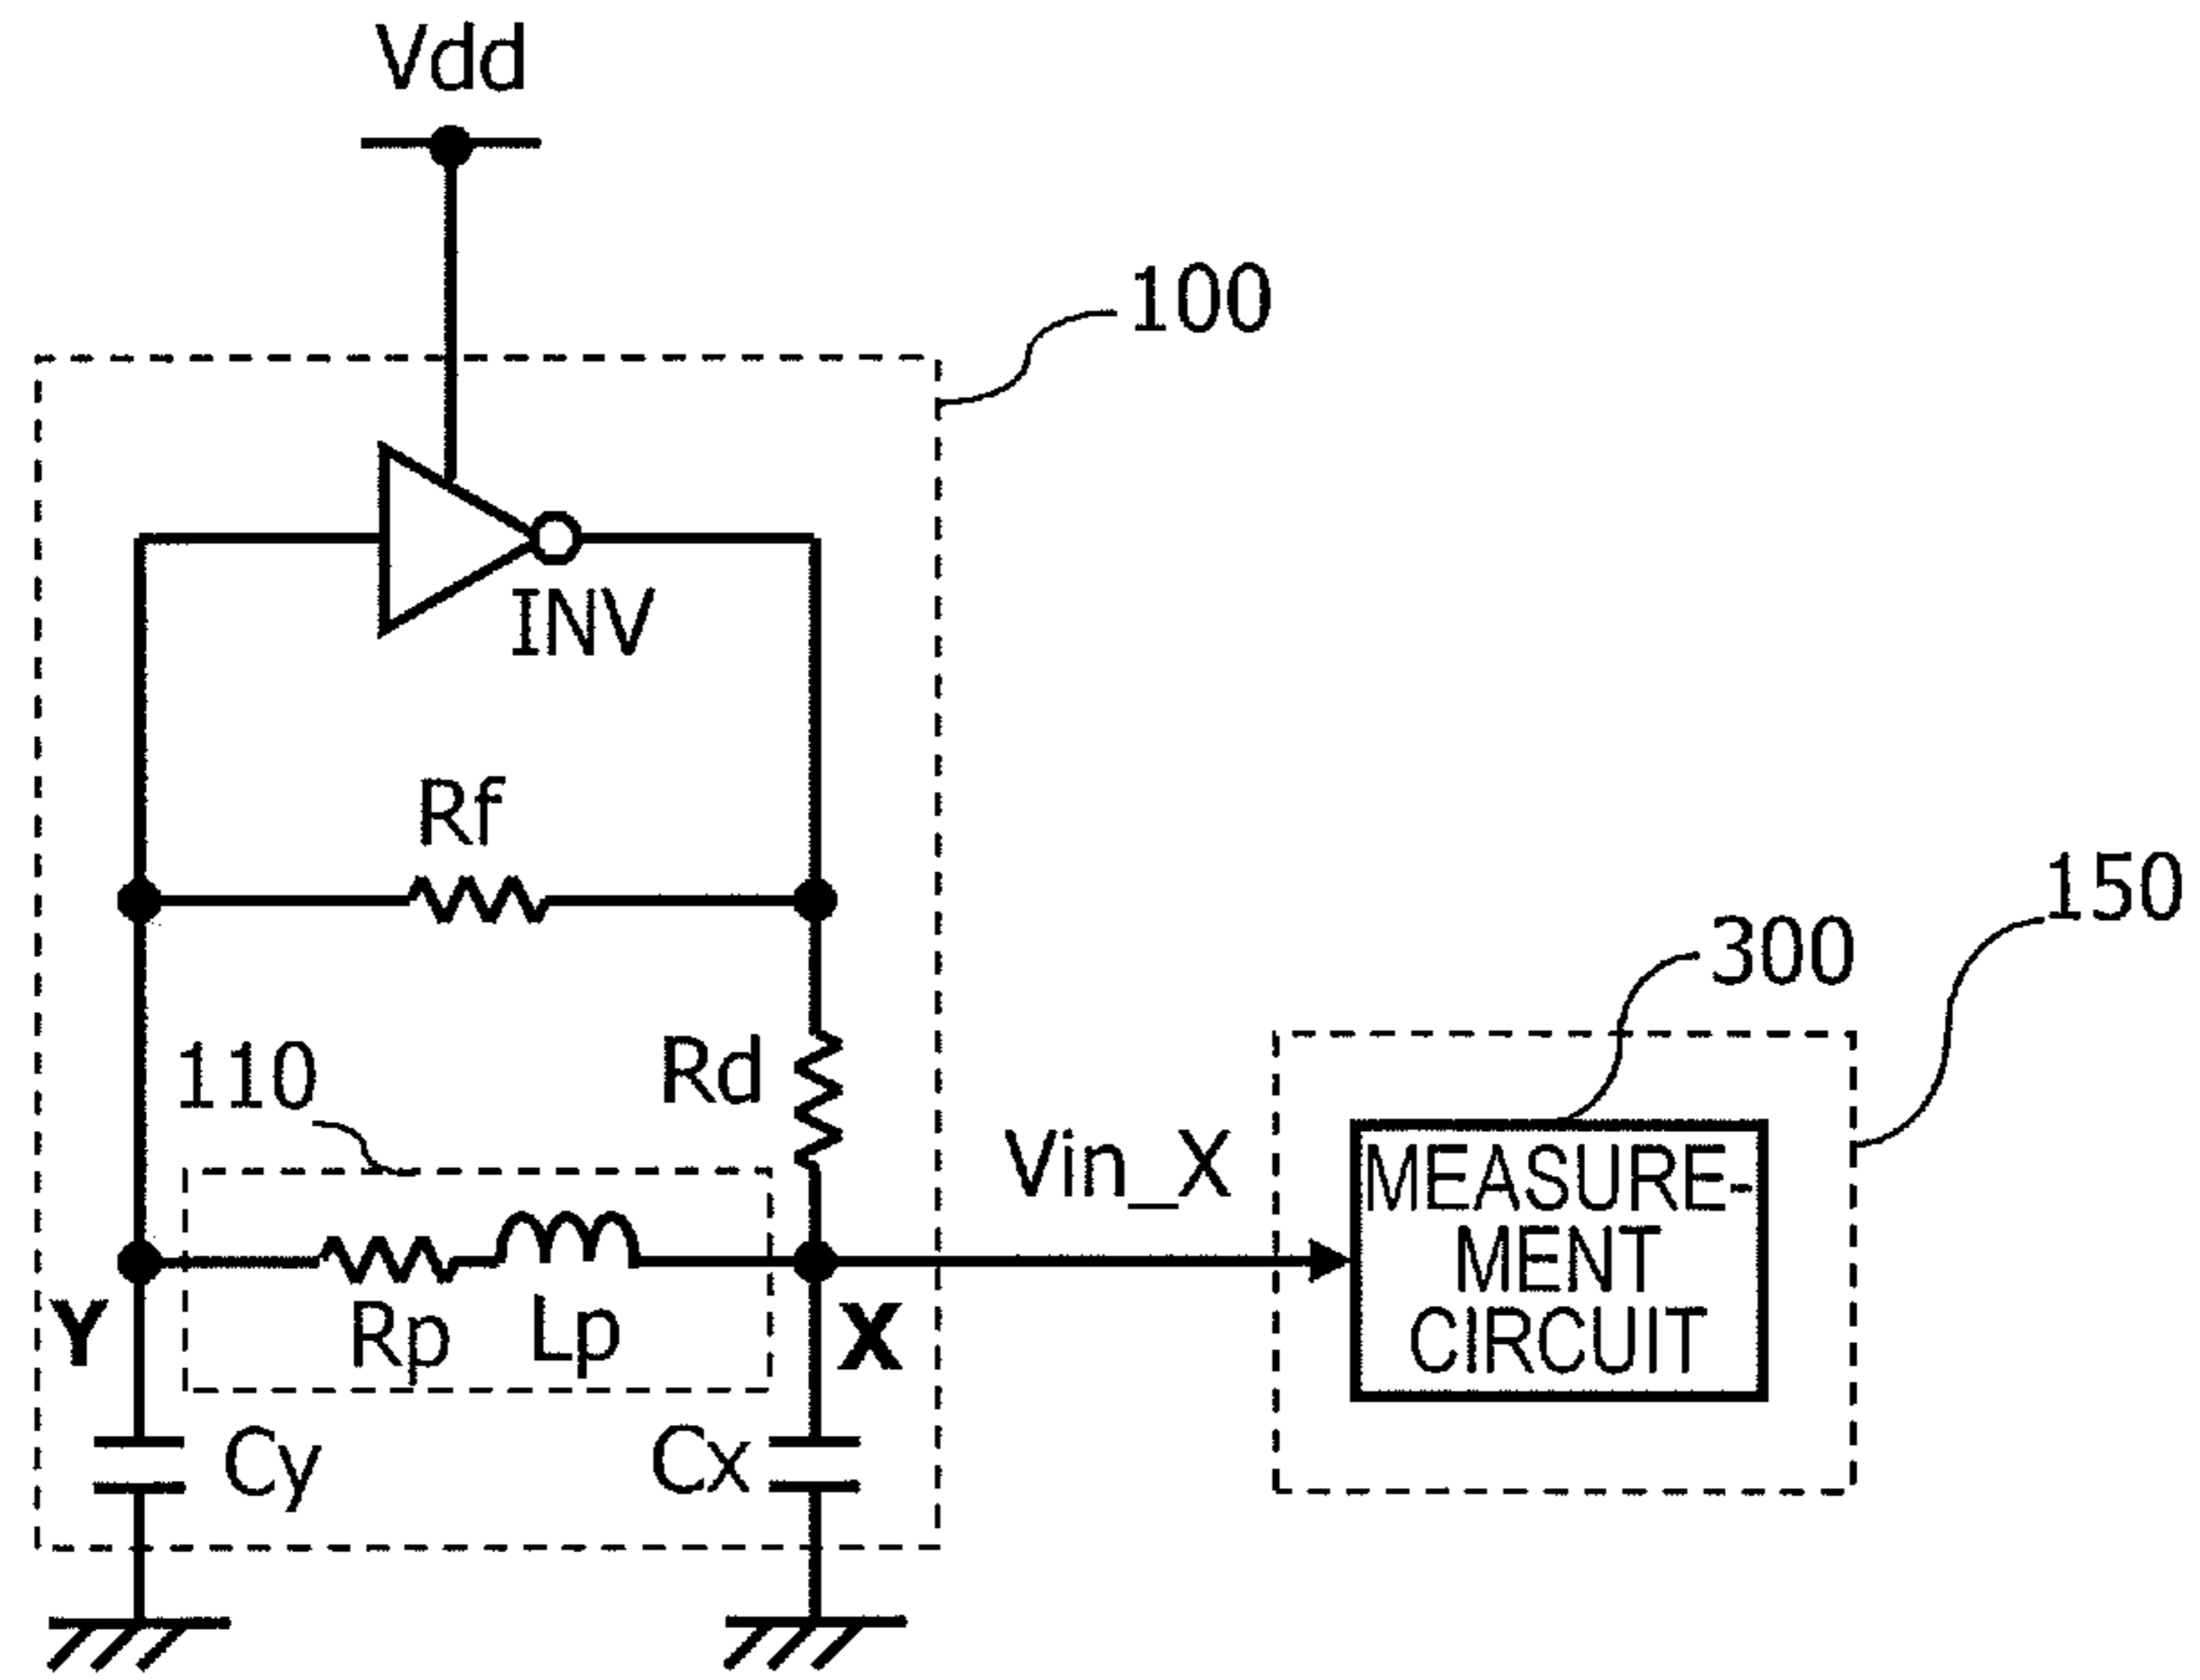 Vdd
100
INV
Rf
150
300
110
Rd
Vin_X
MEASURE-
MENT
CIRCUIT
Y
Rp
Lp
X
Cy
Cx